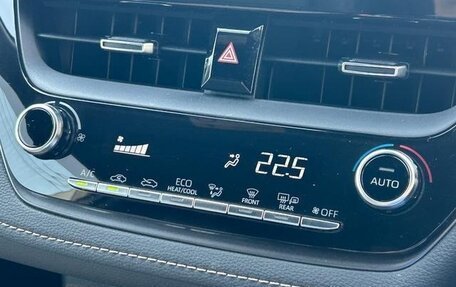 22.5
A/C
ECO
HEAT/COOL
FRONT
REAR
OFF
AUTO